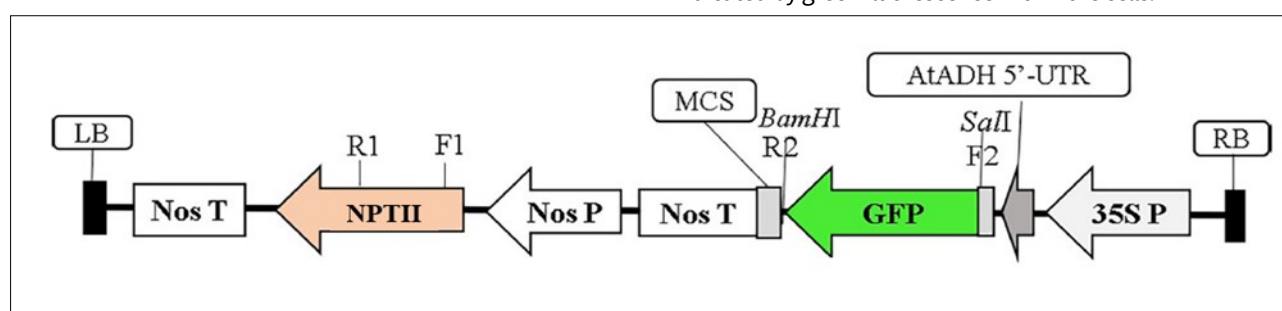 AtADH 5’-UTR
MCS
BamHI
SalI
LB
R1
F1
R2
F2
RB
Nos T
NPTII
Nos P
Nos T
GFP
35S P